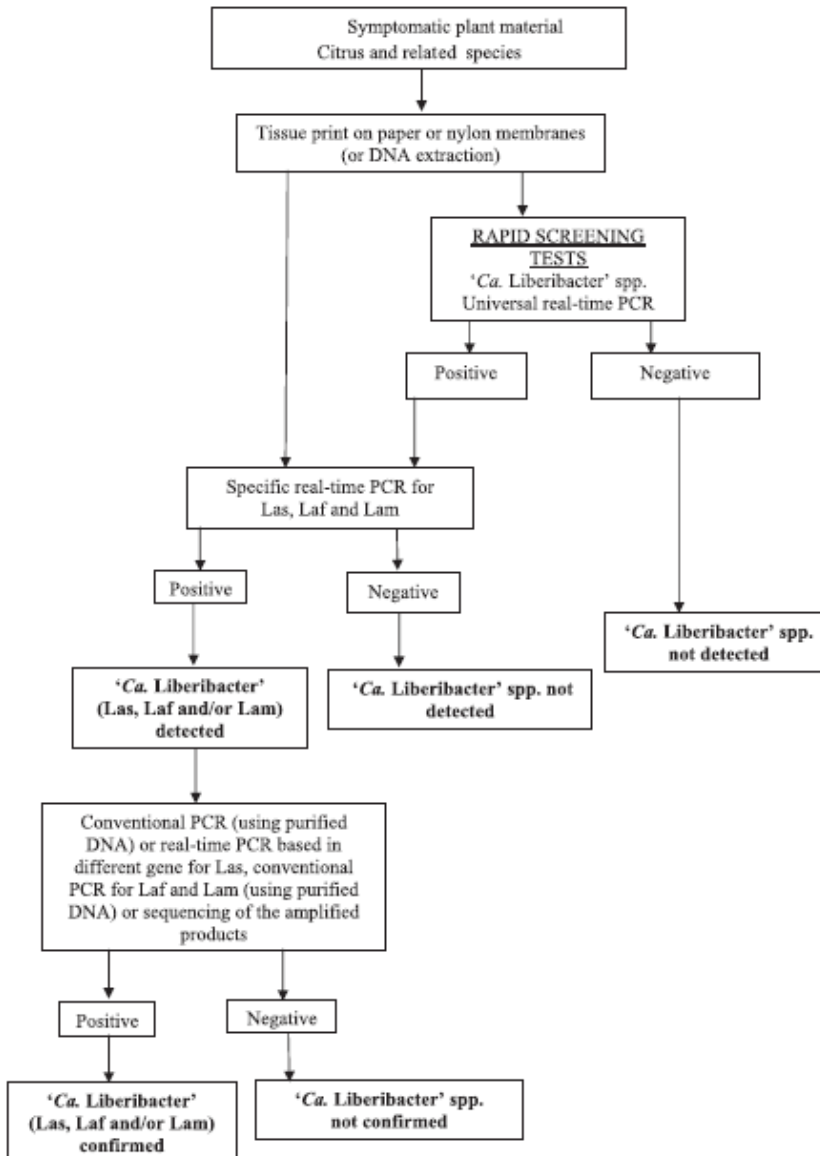 Symptomatic plant material
Citrus and related species
Tissue print on paper or nylon membranes
(or DNA extraction)
RAPID SCREENING
TESTS
‘Ca. Liberibacter’ spp.
Universal real-time PCR
Positive
Negative
Specific real-time PCR for
Las, Laf and Lam
Positive
Negative
‘Ca. Liberibacter’ spp.
not detected
‘Ca. Liberibacter’
(Las, Laf and/or Lam)
detected
‘Ca. Liberibacter’ spp. not
detected
Conventional PCR (using purified
DNA) or real-time PCR based in
different gene for Las, conventional
PCR for Laf and Lam (using purified
DNA) or sequencing of the amplified
products
Positive
Negative
‘Ca. Liberibacter’
(Las, Laf and/or Lam)
confirmed
‘Ca. Liberibacter’ spp.
not confirmed